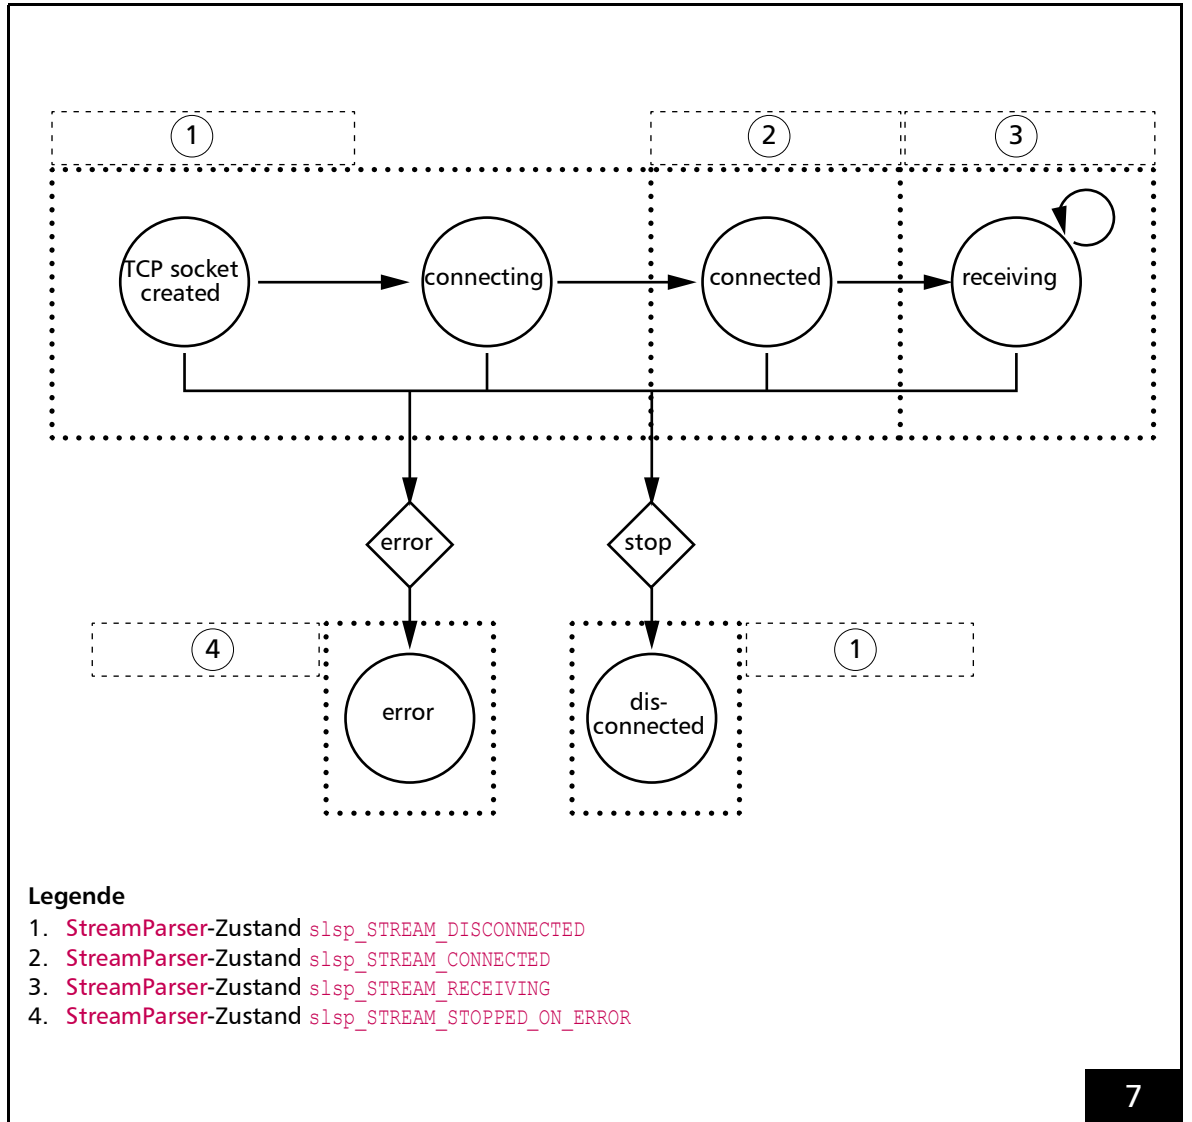 1
2
3
TCP socket
created
connecting
connected
receiving
error
stop
4
1
error
dis-
connected
Legende
1. StreamParser-Zustand slsp_STREAM_DISCONNECTED
2. StreamParser-Zustand slsp_STREAM_CONNECTED
3. StreamParser-Zustand slsp_STREAM_RECEIVING
4. StreamParser-Zustand slsp_STREAM_STOPPED_ON_ERROR
7